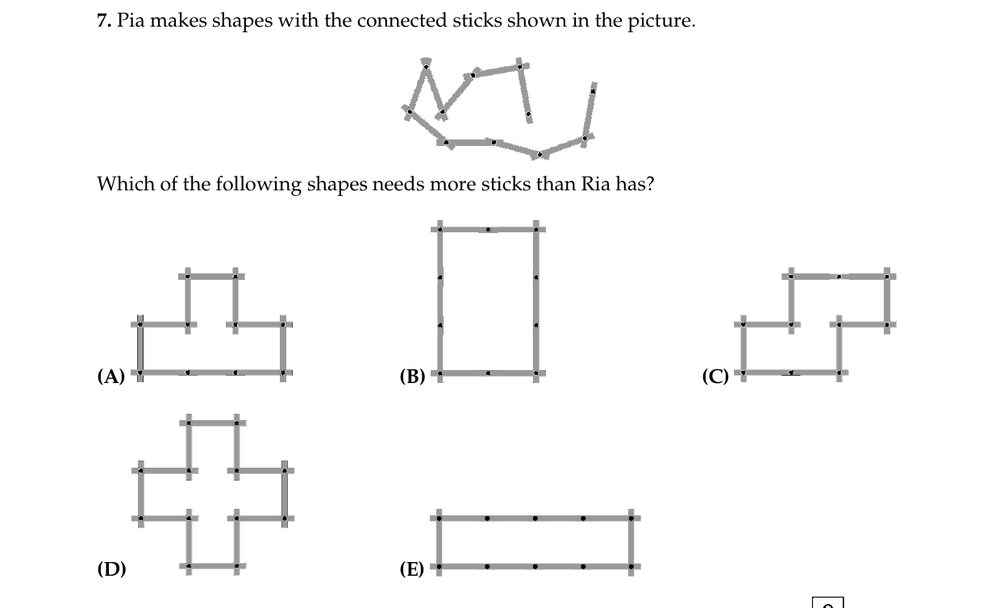 7. Pia makes shapes with the connected sticks shown in the picture.
Which of the following shapes needs more sticks than Ria has?
(A) (B) (C)
(D) (E)